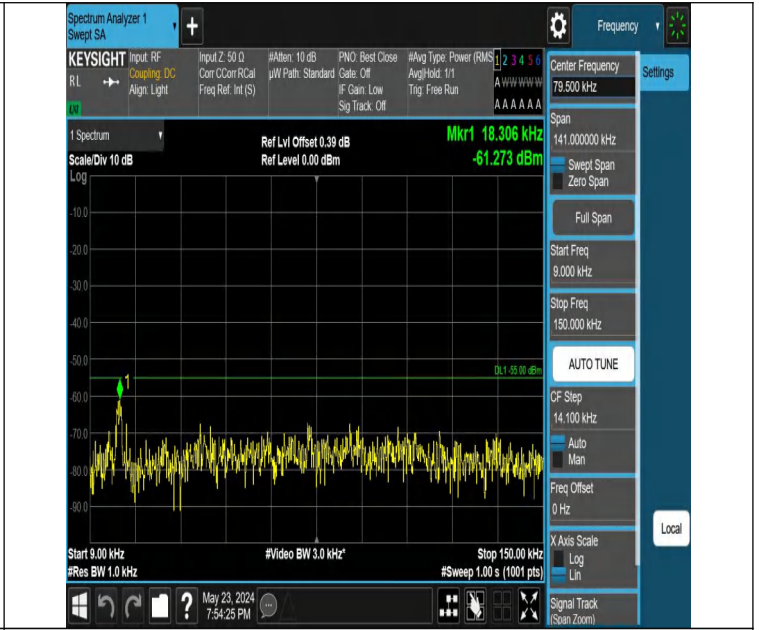 Spectrum Analyzer 1
Swept SA
+
Frequency
KEYSIGHT
RL
Input: RF
Coupling: DC
Align: Light
Input Z: 50 Ω
Corr CCorr RCal
Freq Ref: Int (S)
#Atten: 10 dB
µW Path: Standard
PNO: Best Close
Gate: Off
IF Gain: Low
Sig Track: Off
#Avg Type: Power (RMS
Avg|Hold: 1/1
Trig: Free Run
1 2 3 4 5 6
A W W W W W
A A A A A A
Center Frequency
79.500 kHz
Settings
Span
141.000000 kHz
Swept Span
Zero Span
Full Span
Start Freq
9.000 kHz
Stop Freq
150.000 kHz
AUTO TUNE
CF Step
14.100 kHz
Auto
Man
Freq Offset
0 Hz
X Axis Scale
Log
Lin
Signal Track
(Span Zoom)
Local
1 Spectrum
Scale/Div 10 dB
Log
Ref Lvl Offset 0.39 dB
Ref Level 0.00 dBm
Mkr1 18.306 kHz
-61.273 dBm
-10.0
-20.0
-30.0
-40.0
-50.0
-60.0
-70.0
-80.0
-90.0
1
DL1 -55.00 dBm
Start 9.00 kHz
#Res BW 1.0 kHz
#Video BW 3.0 kHz*
Stop 150.00 kHz
#Sweep 1.00 s (1001 pts)
?
May 23, 2024
7:54:25 PM